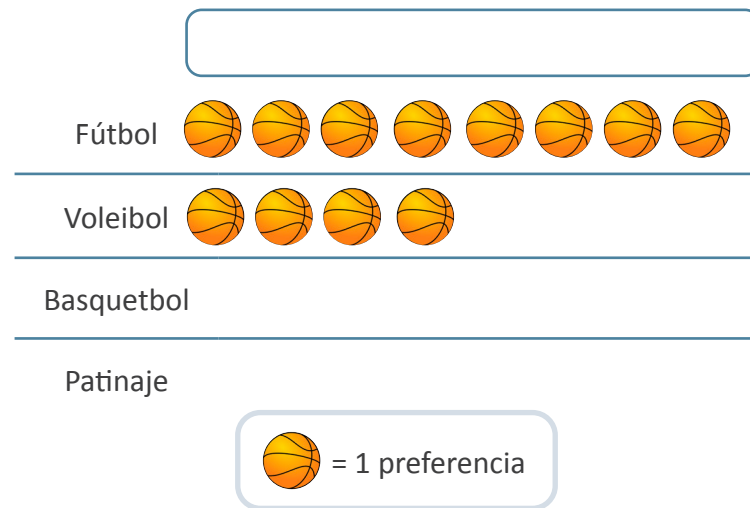 Fútbol
Voleibol
Basquetbol
Patinaje
= 1 preferencia